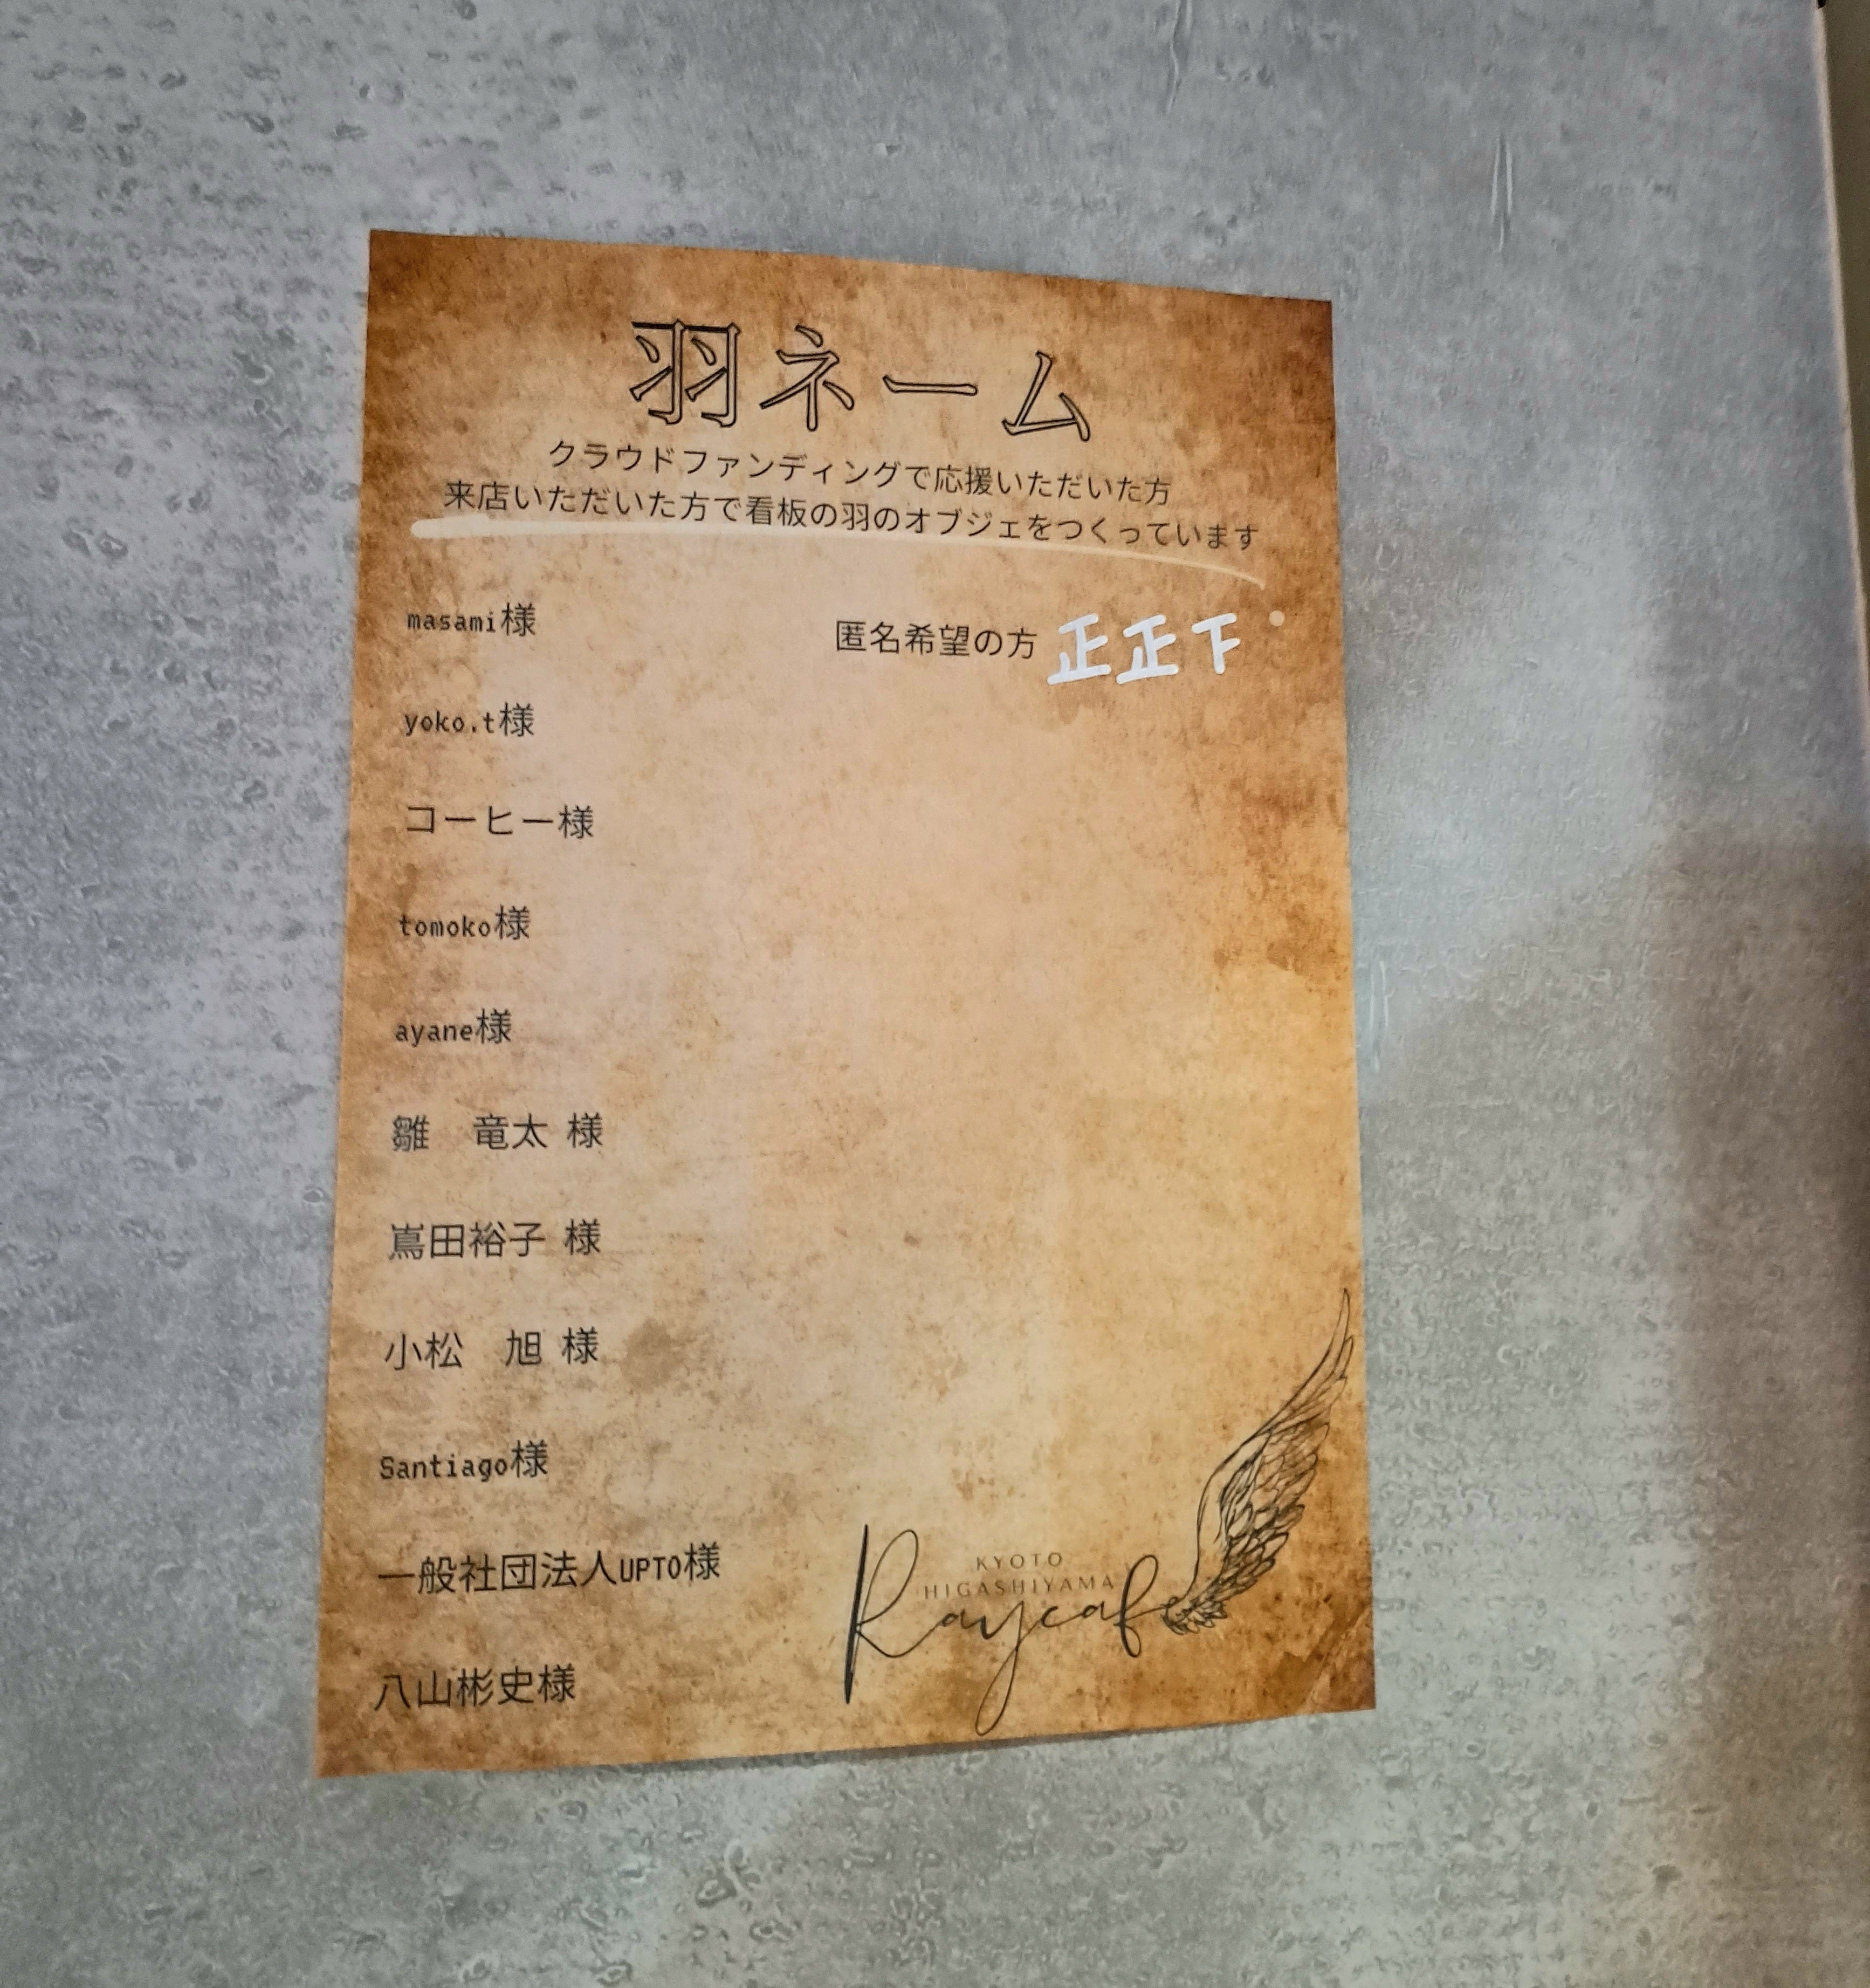 羽ネーム
クラウドファンディングで応援いただいた方
来店いただいた方で看板の羽のオブジェをつくっています
masami様
yoko.t様
コーヒー様
tomoko様
ayane様
雛　竜太 様
嶌田裕子 様
小松　旭 様
Santiago様
一般社団法人UPTO様
八山彬史様
匿名希望の方 正正下
KYOTO
HIGASHIYAMA
Raycafe